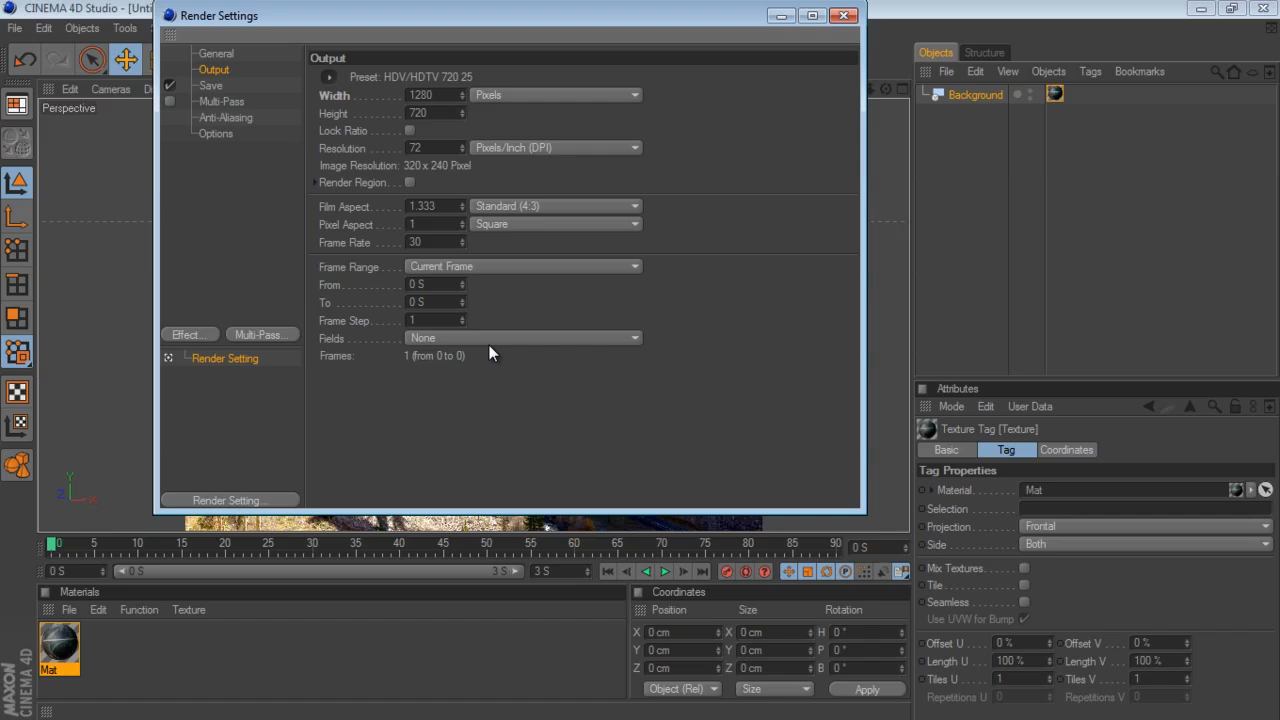 CINEMA 4D Studio - [Unti
File Edit Objects Tools
Render Settings
General
Output
Save
Multi-Pass
Anti-Aliasing
Options
Effect... Multi-Pass...
Render Setting
Render Setting...
Output
Preset: HDV/HDTV 720 25
Width 1280 Pixels
Height 720
Lock Ratio
Resolution 72 Pixels/Inch (DPI)
Image Resolution: 320 x 240 Pixel
Render Region
Film Aspect 1.333 Standard (4:3)
Pixel Aspect 1 Square
Frame Rate 30
Frame Range Current Frame
From 0 S
To 0 S
Frame Step 1
Fields None
Frames: 1 (from 0 to 0)
Edit Cameras
Perspective
Y
Z X
Objects Structure
File Edit View Objects Tags Bookmarks
Background
Attributes
Mode Edit User Data
Texture Tag [Texture]
Basic Tag Coordinates
Tag Properties
Material Mat
Selection
Projection Frontal
Side Both
Mix Textures
Tile
Seamless
Use UVW for Bump
Offset U 0 % Offset V 0 %
Length U 100 % Length V 100 %
Tiles U 1 Tiles V 1
Repetitions U 0 Repetitions V 0
0 5 10 15 20 25 30 35 40 45 50 55 60 65 70 75 80 85 90 0 S
0 S 0 S 3 S 3 S
Materials
File Edit Function Texture
Mat
Coordinates
Position Size Rotation
X 0 cm X 0 cm H 0 °
Y 0 cm Y 0 cm P 0 °
Z 0 cm Z 0 cm B 0 °
Object (Rel) Size Apply
MAXON
CINEMA 4D